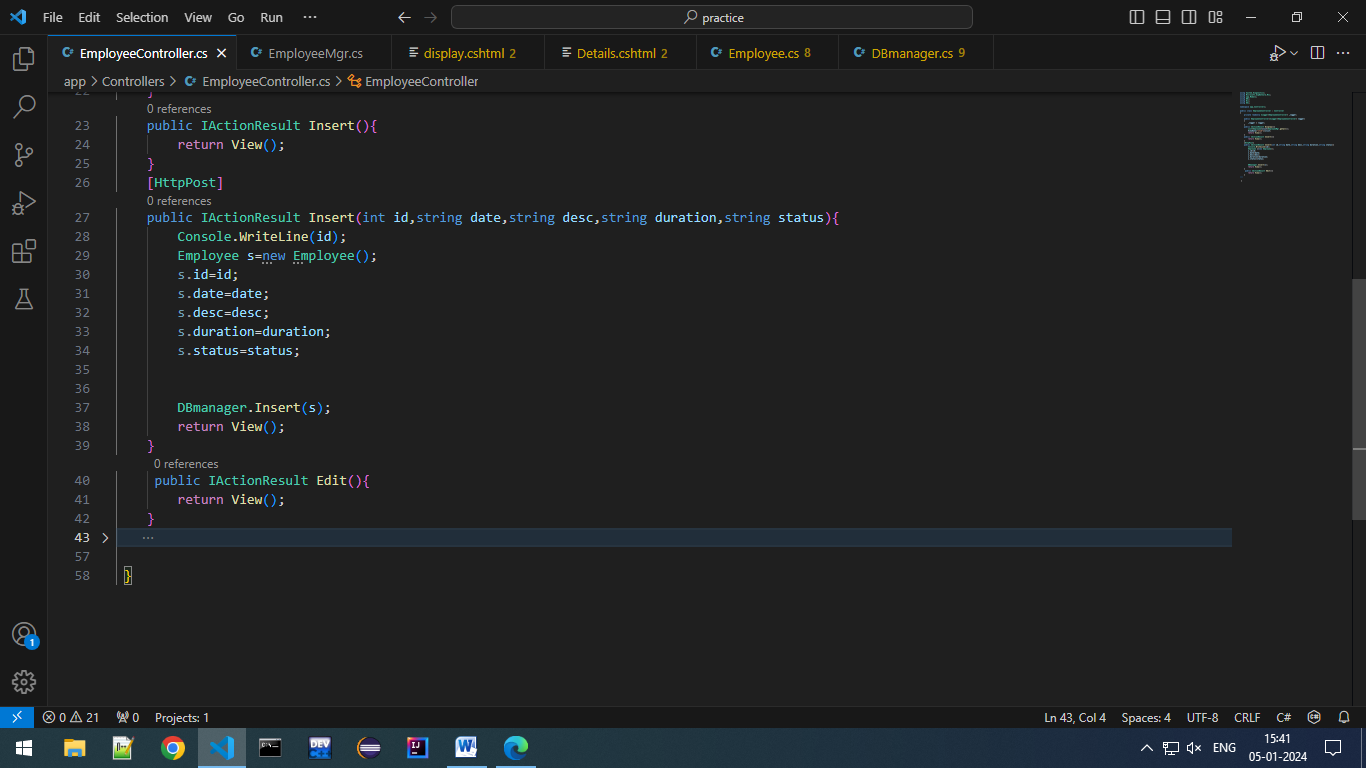 File Edit Selection View Go Run ··· practice
EmployeeController.cs EmployeeMgr.cs display.cshtml 2 Details.cshtml 2 Employee.cs 8 DBmanager.cs 9
app > Controllers > EmployeeController.cs > EmployeeController
22 }
0 references
23 public IActionResult Insert(){
24 return View();
25 }
26 [HttpPost]
0 references
27 public IActionResult Insert(int id,string date,string desc,string duration,string status){
28 Console.WriteLine(id);
29 Employee s=new Employee();
30 s.id=id;
31 s.date=date;
32 s.desc=desc;
33 s.duration=duration;
34 s.status=status;
35
36
37 DBmanager.Insert(s);
38 return View();
39 }
0 references
40 public IActionResult Edit(){
41 return View();
42 }
43 ···
57
58 }
1
0 21 0 Projects: 1 Ln 43, Col 4 Spaces: 4 UTF-8 CRLF C#
DEV IJ W ENG 15:41
05-01-2024